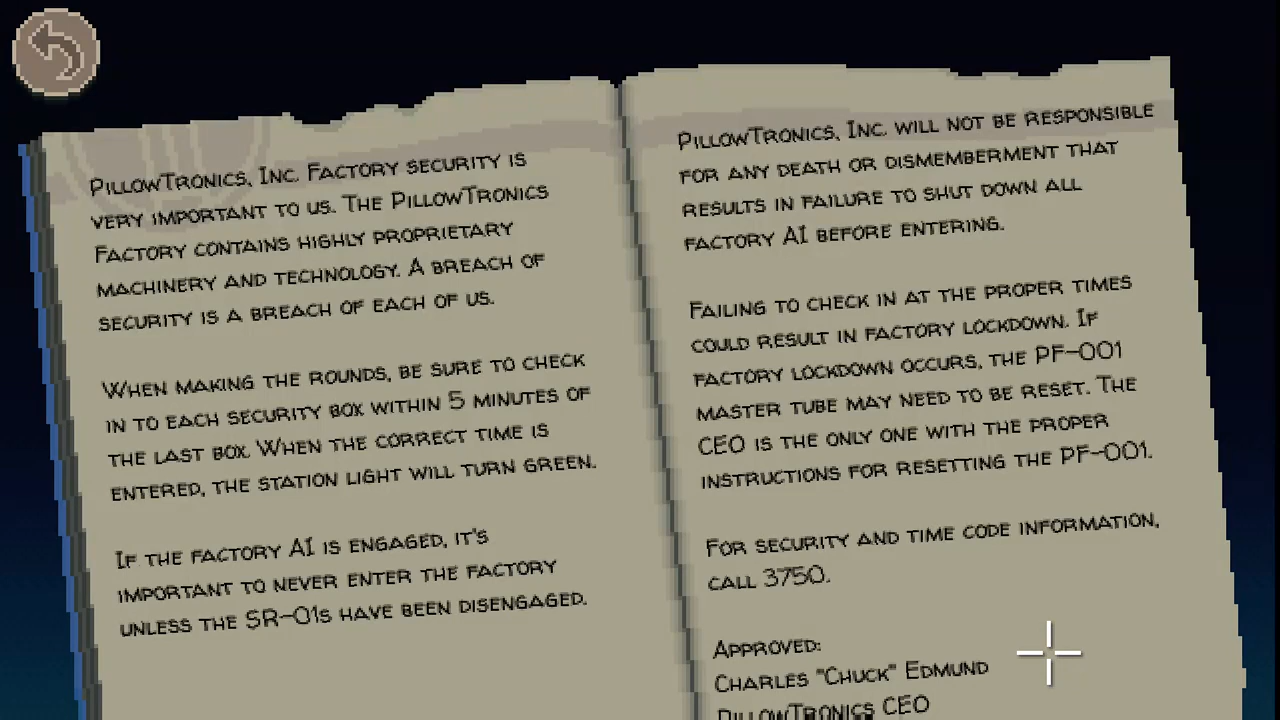 PillowTronics, Inc. Factory security is
very important to us. The PillowTronics
Factory contains highly proprietary
machinery and technology. A breach of
security is a breach of each of us.
When making the rounds, be sure to check
in to each security box within 5 minutes of
the last box. When the correct time is
entered, the station light will turn green.
If the factory AI is engaged, it's
important to never enter the factory
unless the SR-01s have been disengaged.
PillowTronics, Inc. will not be responsible
for any death or dismemberment that
results in failure to shut down all
factory AI before entering.
Failing to check in at the proper times
could result in factory lockdown. If
factory lockdown occurs, the PF-001
master tube may need to be reset. The
CEO is the only one with the proper
instructions for resetting the PF-001.
For security and time code information,
call 3750.
Approved:
Charles "Chuck" Edmund
PillowTronics CEO